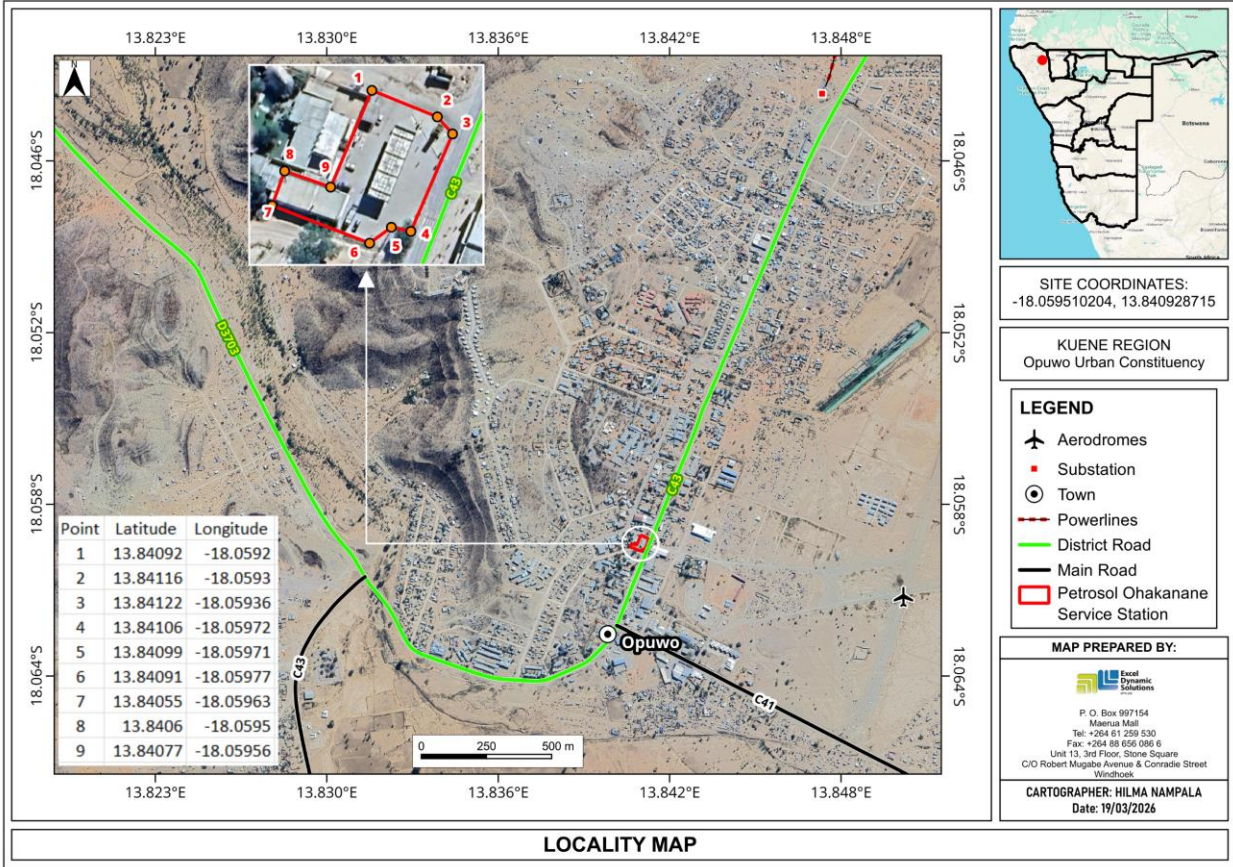 13.823°E 13.830°E 13.836°E 13.842°E 13.848°E
N
18.046°S
18.052°S
18.058°S
18.064°S
1
2
3
4
5
6
7
8
9
C43
D3703
C43
C43
C41
Opuwo
Point Latitude Longitude
1 13.84092 -18.0592
2 13.84116 -18.0593
3 13.84122 -18.05936
4 13.84106 -18.05972
5 13.84099 -18.05971
6 13.84091 -18.05977
7 13.84055 -18.05963
8 13.8406 -18.0595
9 13.84077 -18.05956
0 250 500 m
18.046°S
18.052°S
18.058°S
18.064°S
13.823°E 13.830°E 13.836°E 13.842°E 13.848°E
LOCALITY MAP
Botswana
SITE COORDINATES:
-18.059510204, 13.840928715
KUENE REGION
Opuwo Urban Constituency
LEGEND
Aerodromes
Substation
Town
Powerlines
District Road
Main Road
Petrosol Ohakanane
Service Station
MAP PREPARED BY:
Excel
Dynamic
Solutions
P. O. Box 997154
Maerua Mall
Tel: +264 61 259 530
Fax: +264 88 656 086 6
Unit 13, 3rd Floor, Stone Square
C/O Robert Mugabe Avenue & Conradie Street
Windhoek
CARTOGRAPHER: HILMA NAMPALA
Date: 19/03/2026